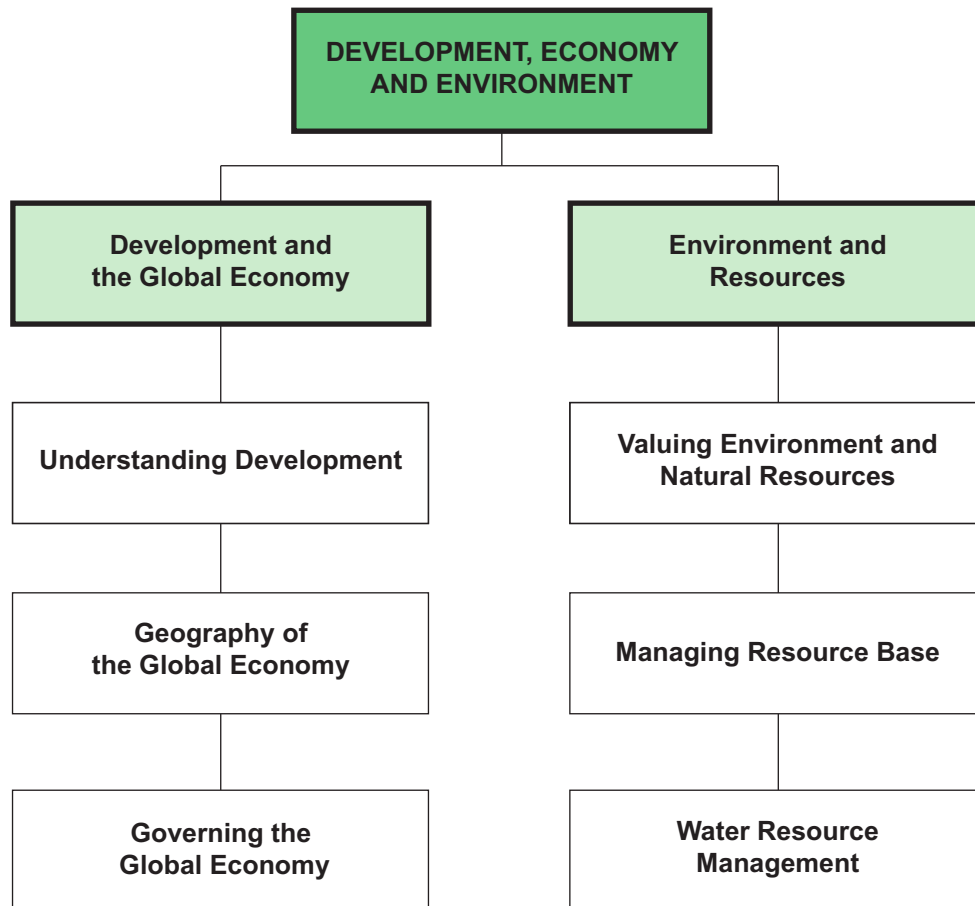 DEVELOPMENT, ECONOMY
AND ENVIRONMENT
Development and
the Global Economy
Environment and
Resources
Understanding Development
Valuing Environment and
Natural Resources
Geography of
the Global Economy
Managing Resource Base
Governing the
Global Economy
Water Resource
Management